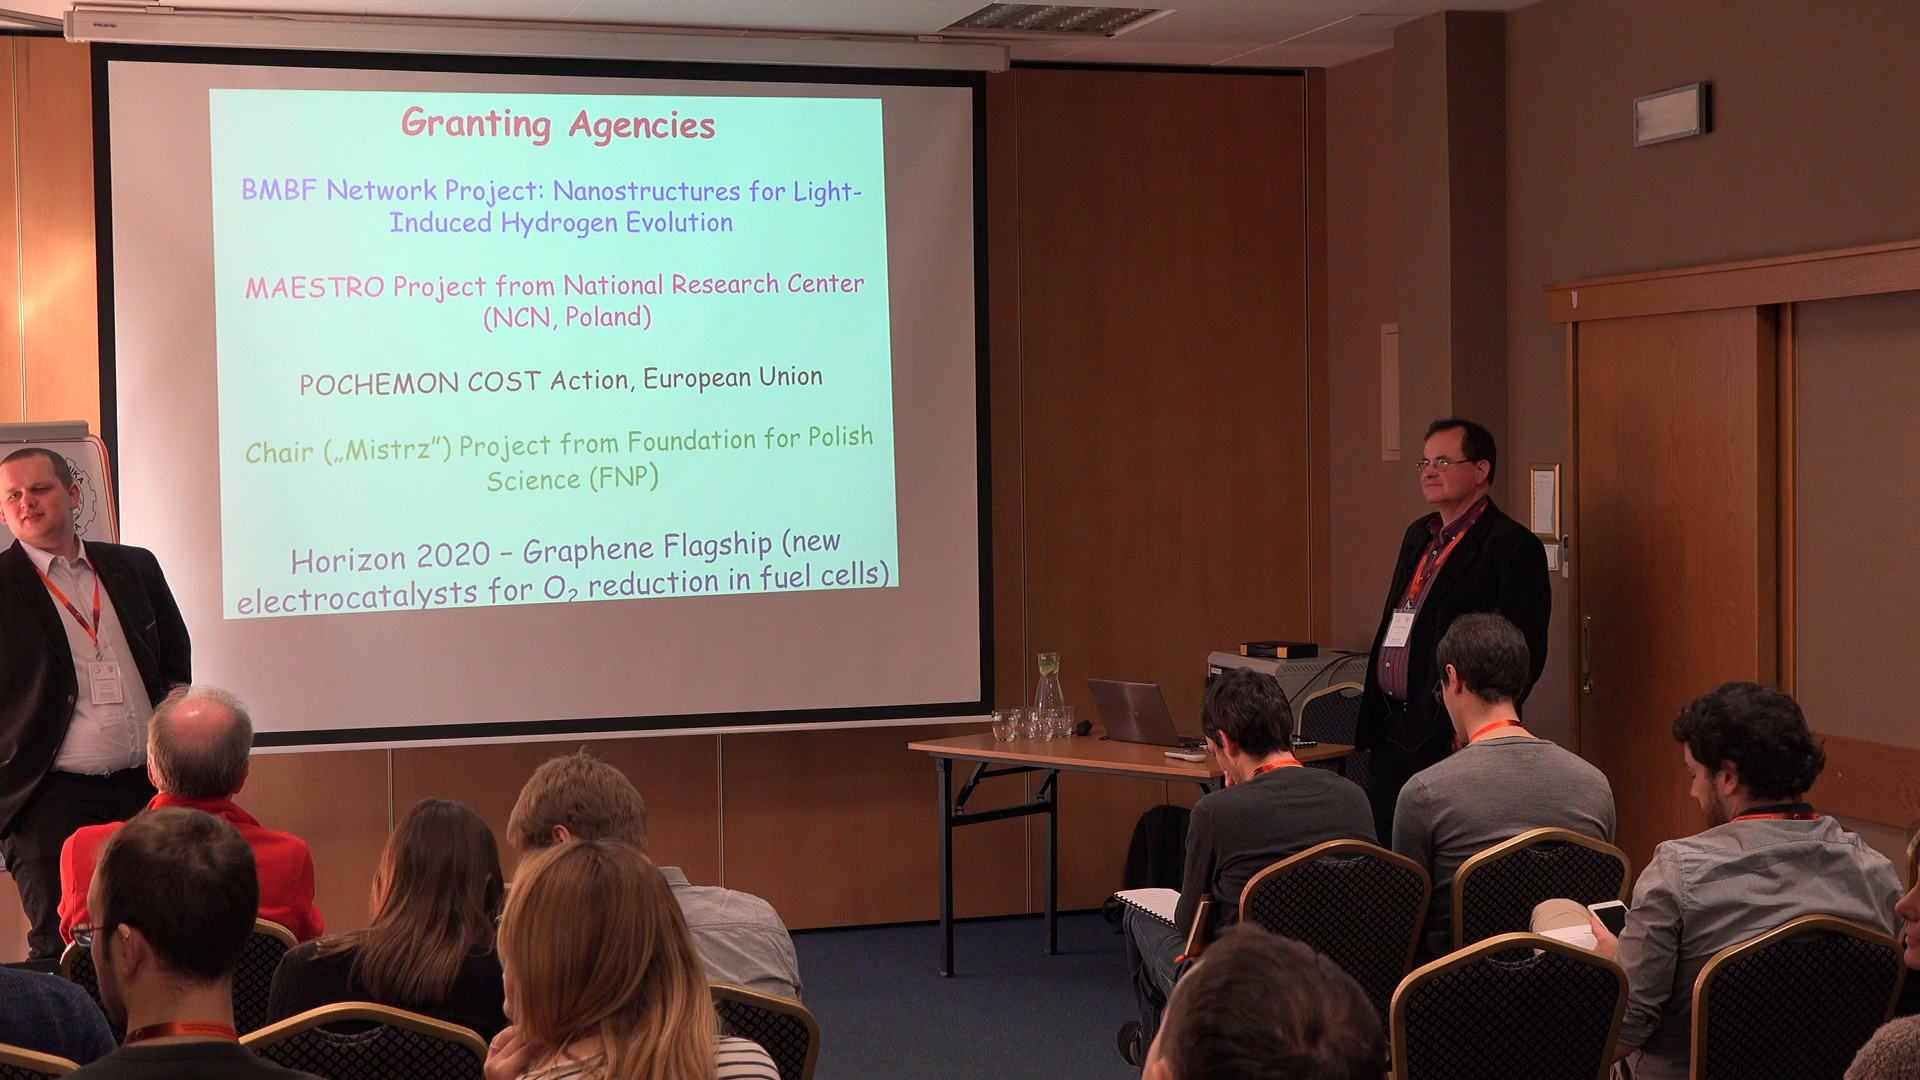 Granting Agencies
BMBF Network Project: Nanostructures for Light-
Induced Hydrogen Evolution
MAESTRO Project from National Research Center
(NCN, Poland)
POCHEMON COST Action, European Union
Chair („Mistrz”) Project from Foundation for Polish
Science (FNP)
Horizon 2020 – Graphene Flagship (new
electrocatalysts for O₂ reduction in fuel cells)